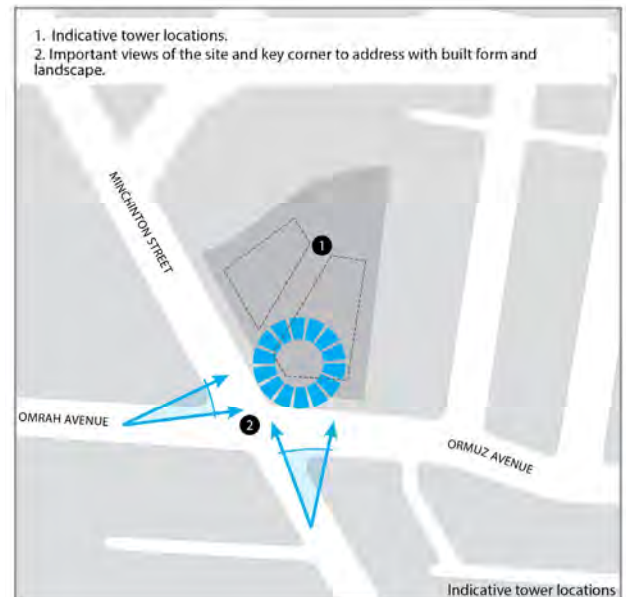 1. Indicative tower locations.
2. Important views of the site and key corner to address with built form and
landscape.
MINCHINTON STREET
1
OMRAH AVENUE
2
ORMUZ AVENUE
Indicative tower locations